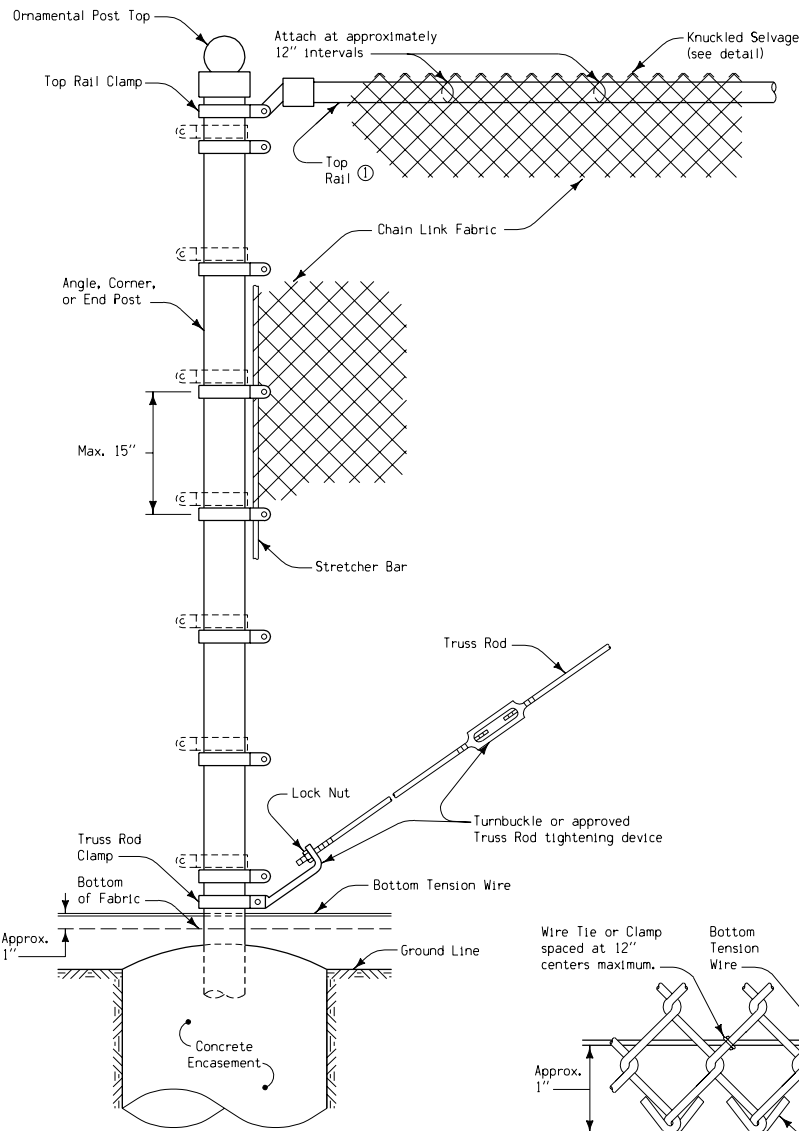 Ornamental Post Top
Attach at approximately
12" intervals
Knuckled Selvage
(see detail)
Top Rail Clamp
Top
Rail ①
Chain Link Fabric
Angle, Corner,
or End Post
Max. 15"
Stretcher Bar
Truss Rod
Lock Nut
Turnbuckle or approved
Truss Rod tightening device
Truss Rod
Clamp
Bottom
of Fabric
Bottom Tension Wire
Approx.
1"
Ground Line
Wire Tie or Clamp
spaced at 12"
centers maximum.
Bottom
Tension
Wire
Concrete
Encasement
Approx.
1"